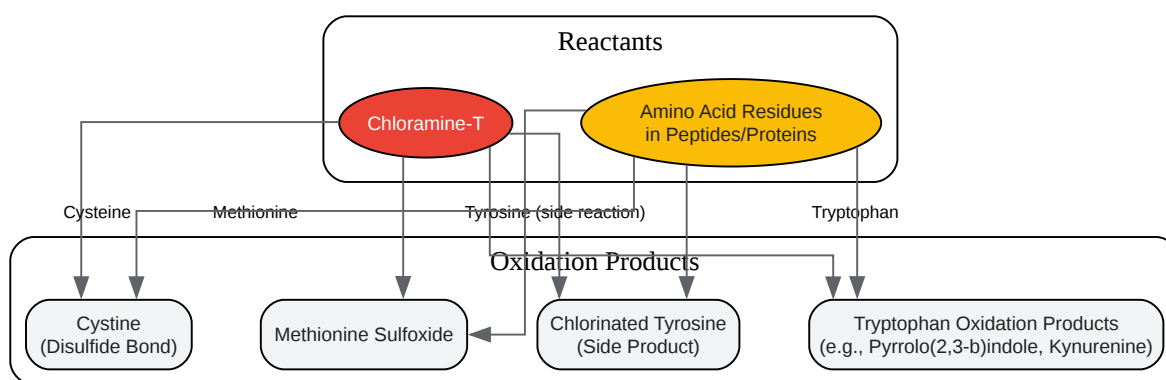 Reactants
Chloramine-T
Amino Acid Residues
in Peptides/Proteins
Cysteine
Methionine
Tyrosine (side reaction)
Tryptophan
Oxidation Products
Cystine
(Disulfide Bond)
Methionine Sulfoxide
Chlorinated Tyrosine
(Side Product)
Tryptophan Oxidation Products
(e.g., Pyrrolo(2,3-b)indole, Kynurenine)